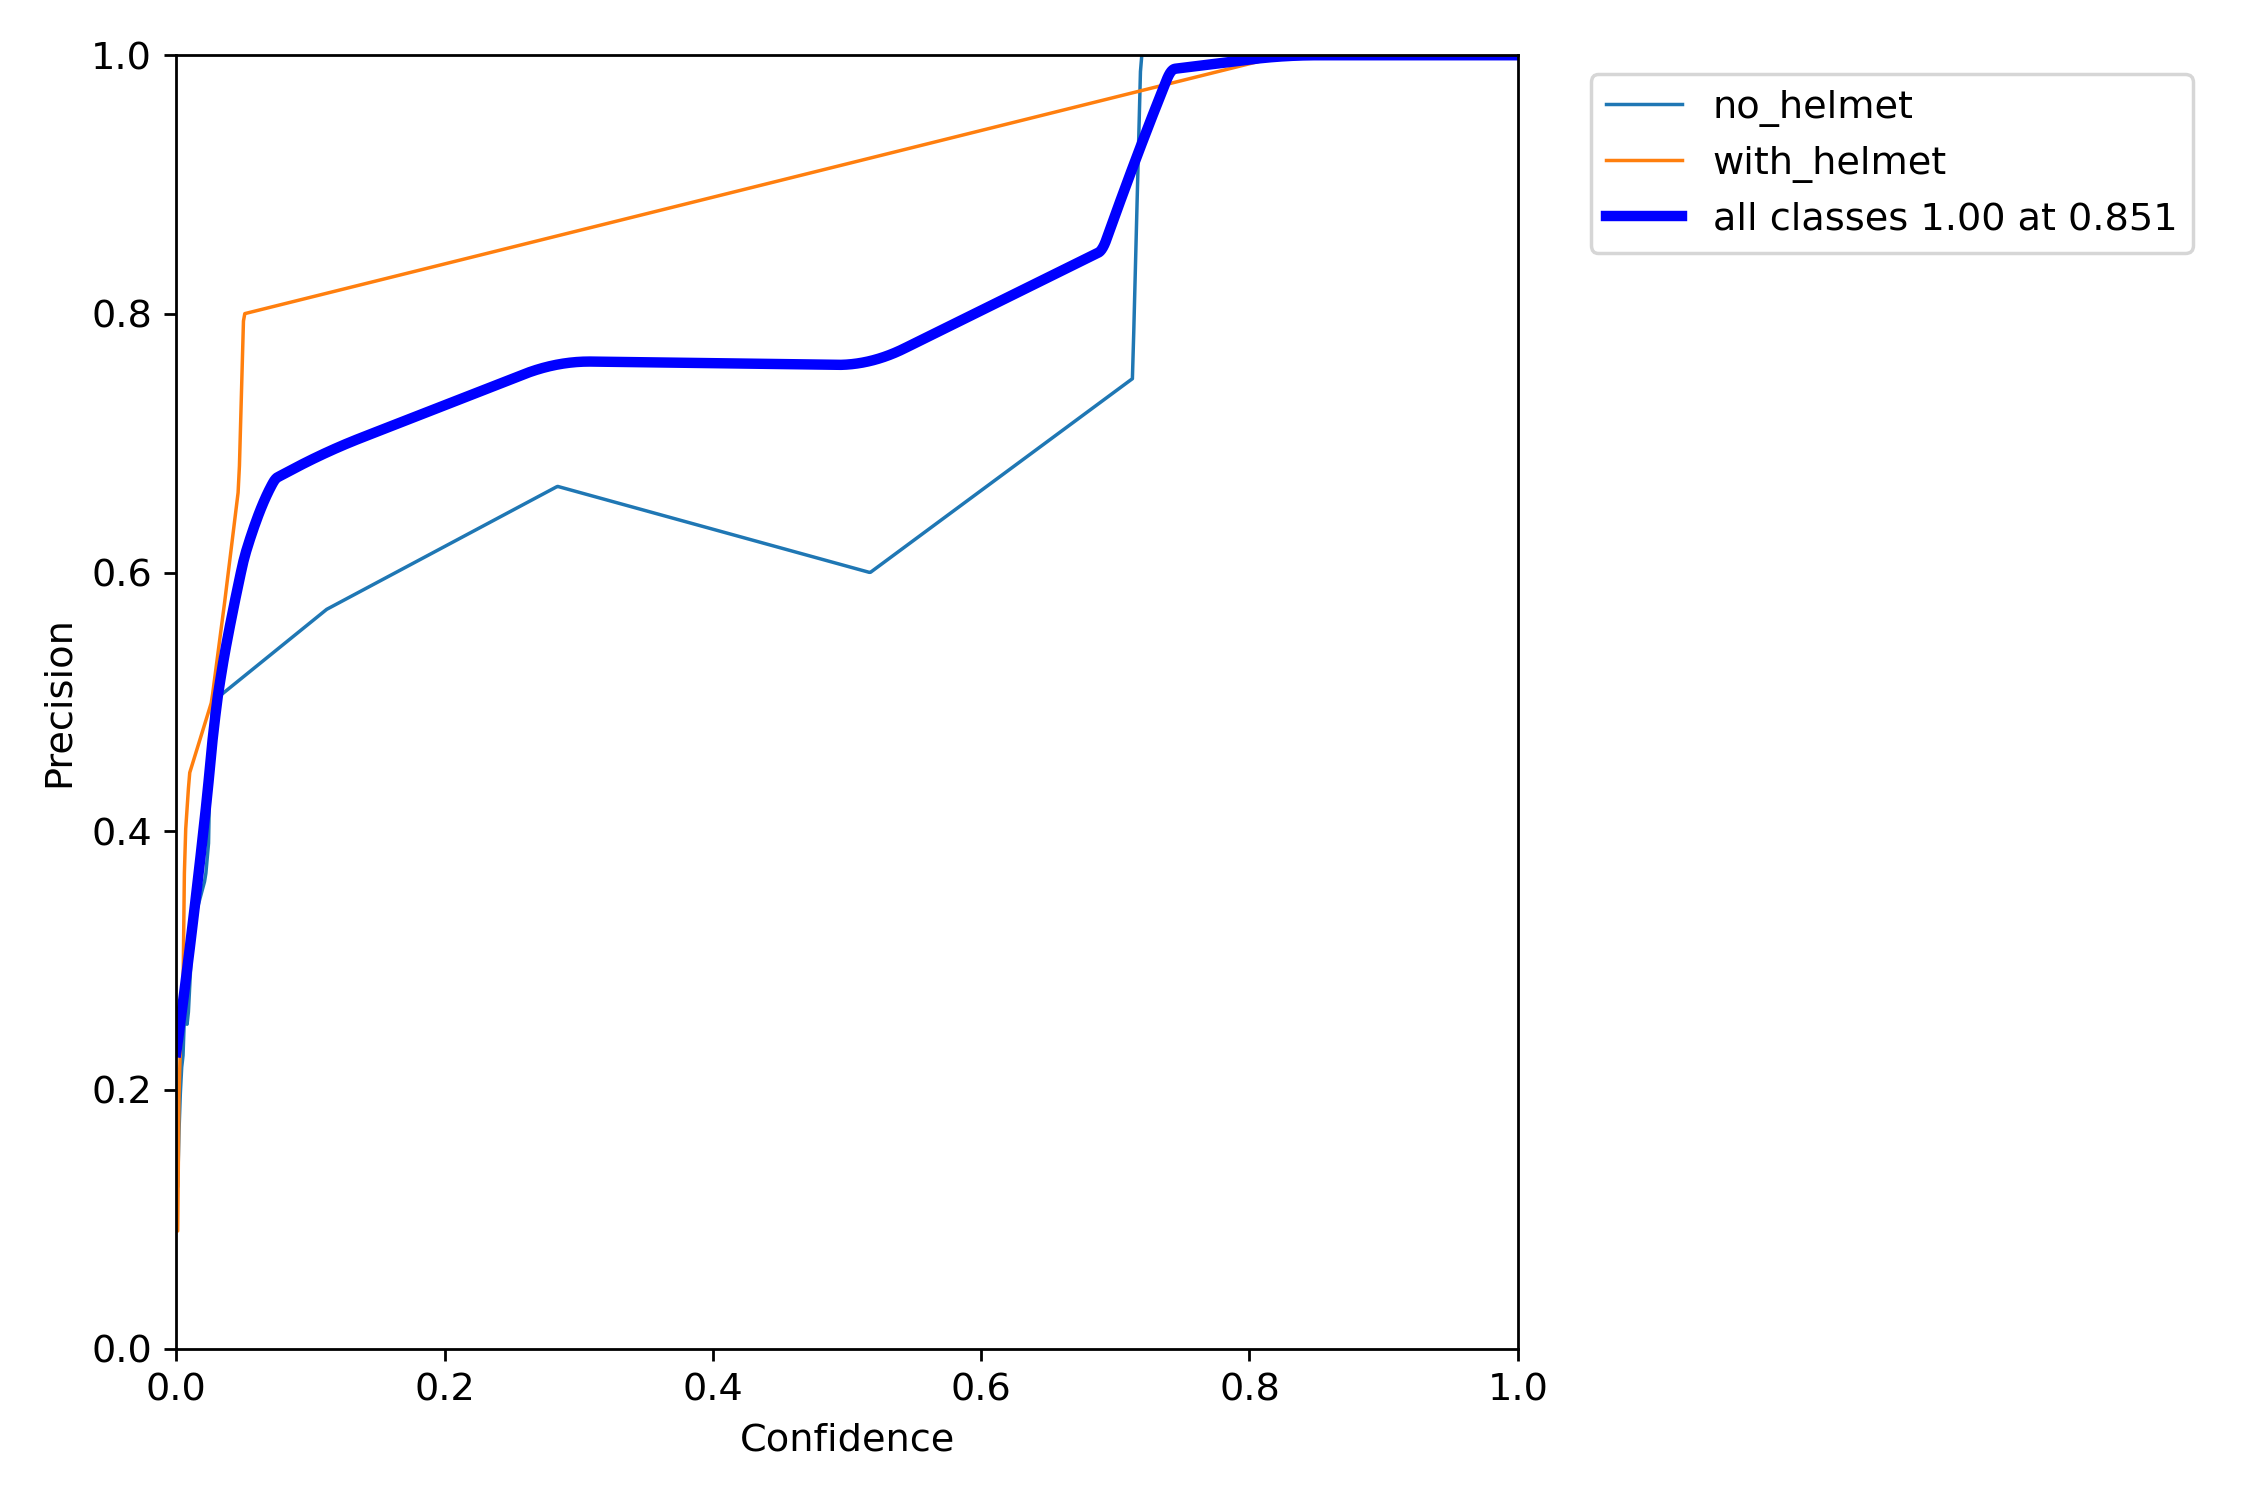 1.0
0.8
0.6
0.4
0.2
0.0
Precision
0.0 0.2 0.4 0.6 0.8 1.0
Confidence
no_helmet
with_helmet
all classes 1.00 at 0.851